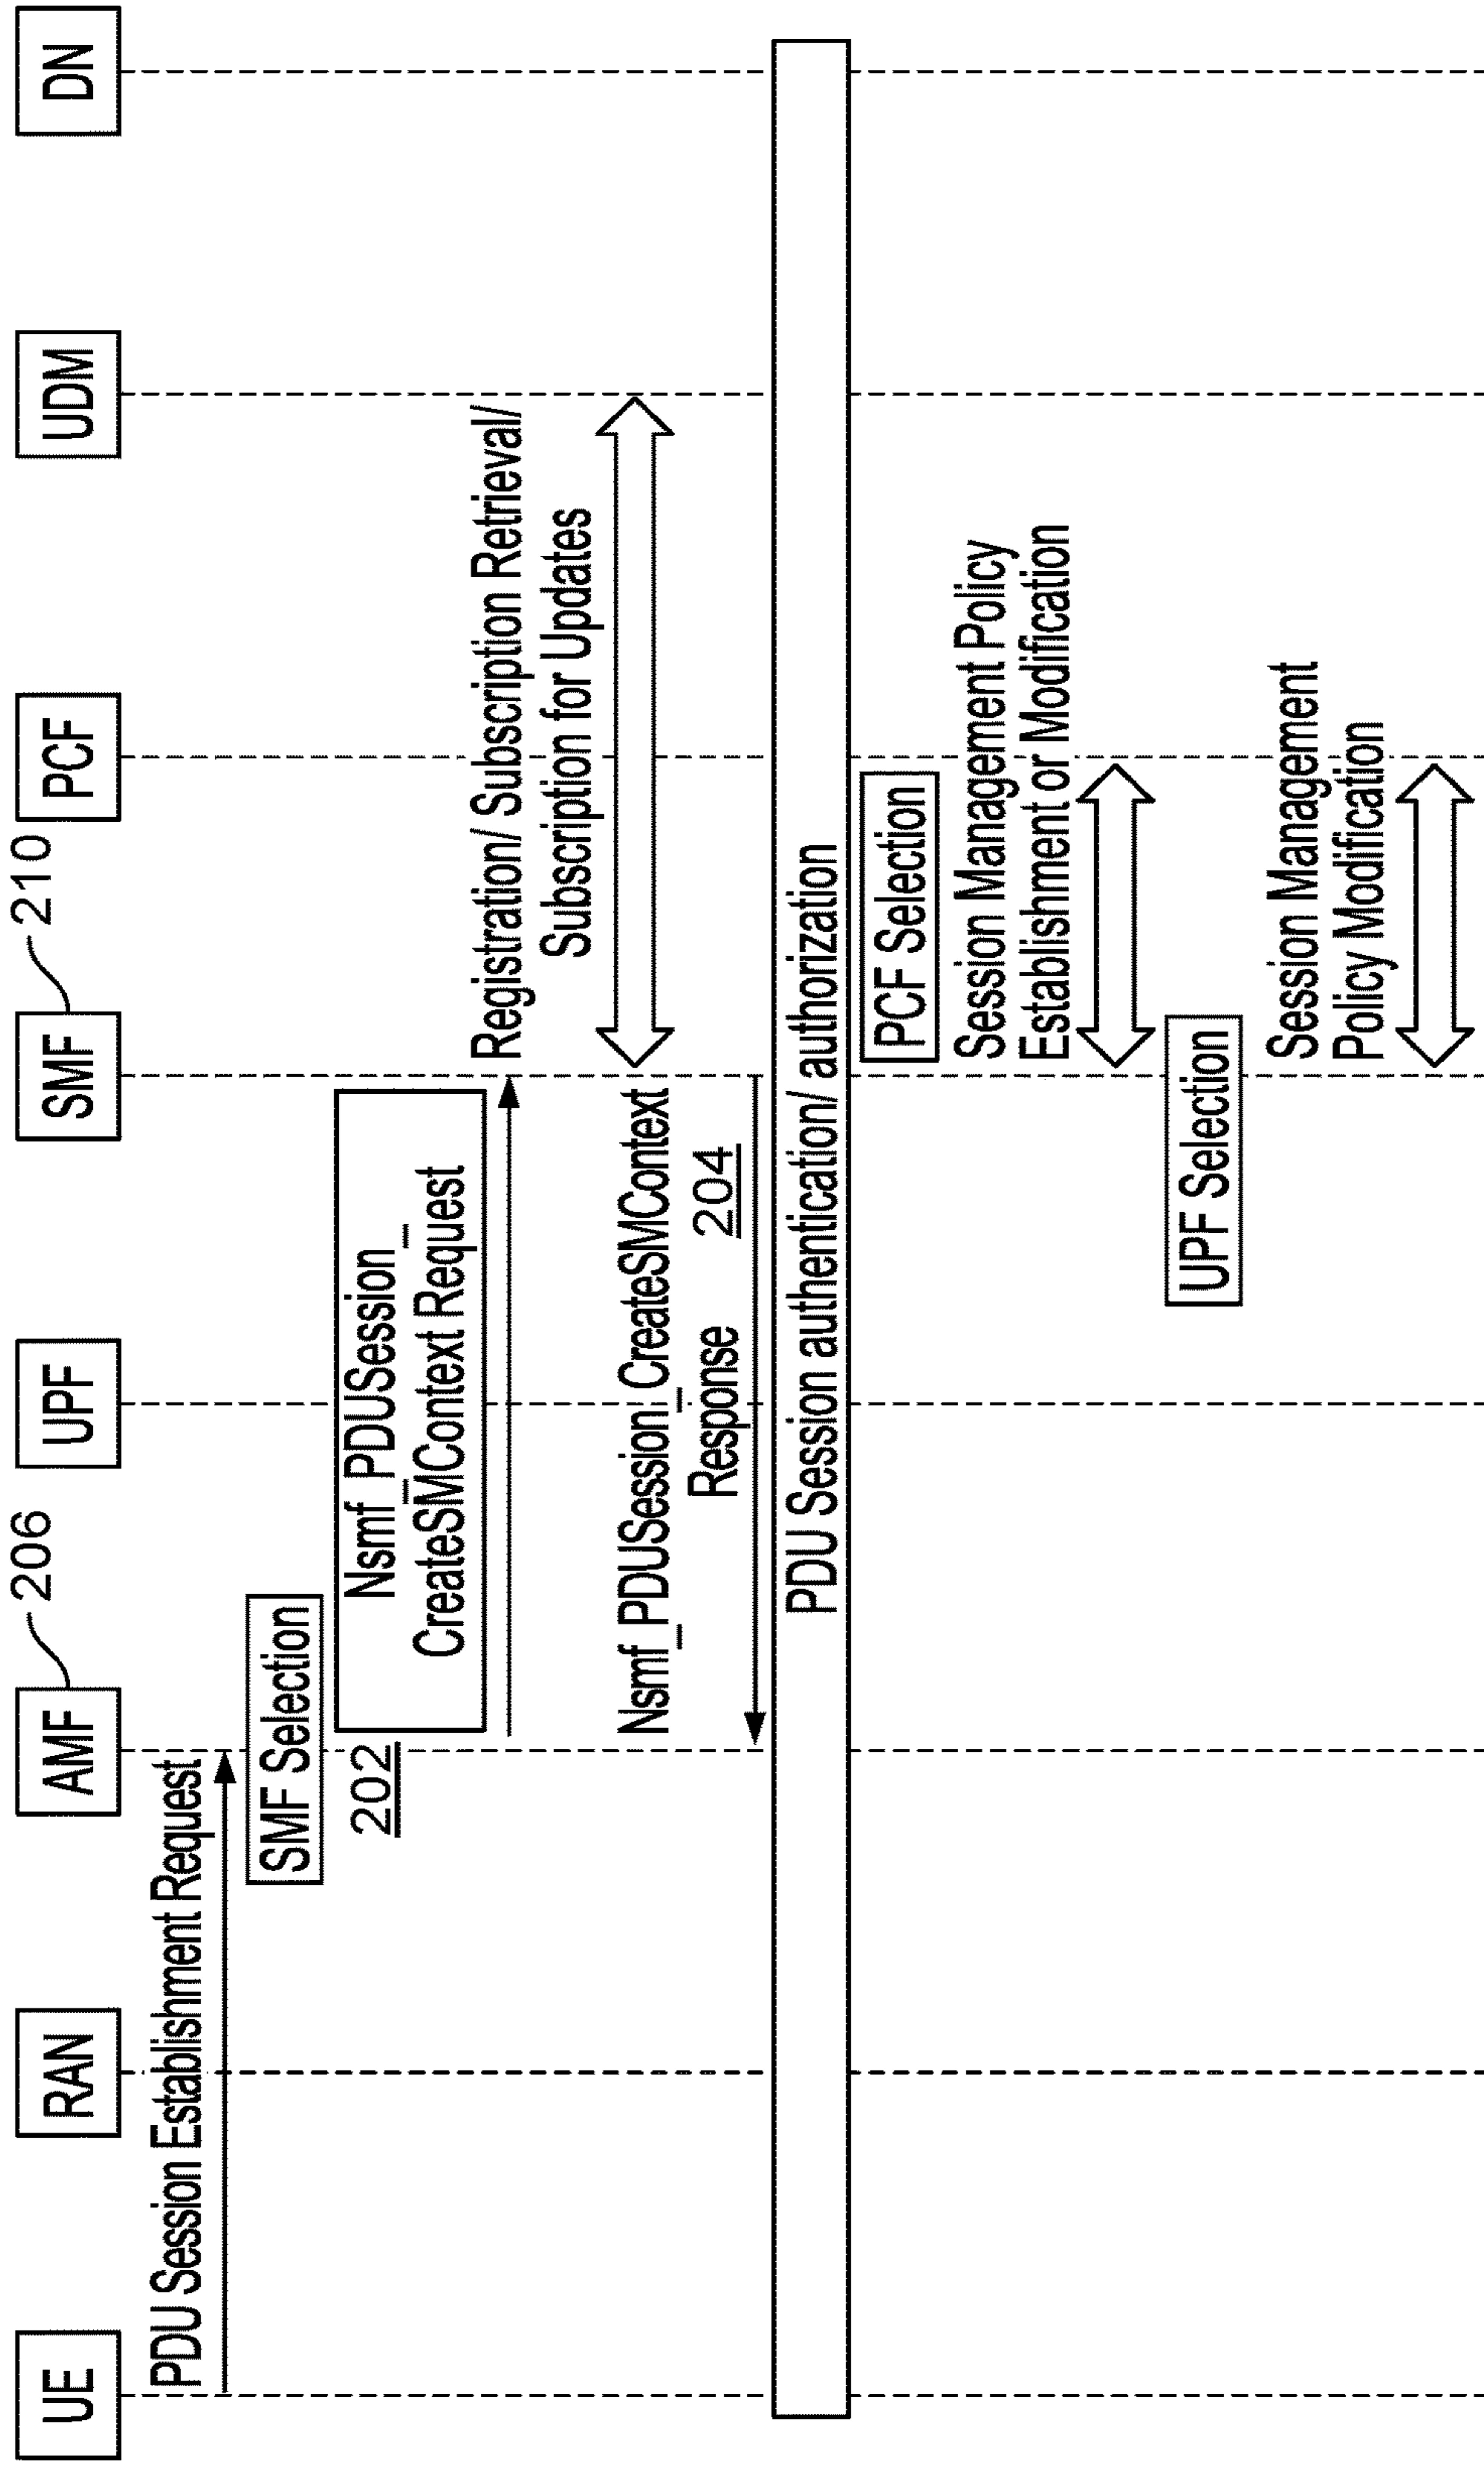 UE
RAN
AMF
206
UPF
SMF
210
PCF
UDM
DN
PDU Session Establishment Request
SMF Selection
202
Nsmf_PDUSession_
CreateSMContext Request
Registration/ Subscription Retrieval/
Subscription for Updates
Nsmf_PDUSession_CreateSMContext
Response
204
PDU Session authentication/ authorization
PCF Selection
Session Management Policy
Establishment or Modification
UPF Selection
Session Management
Policy Modification